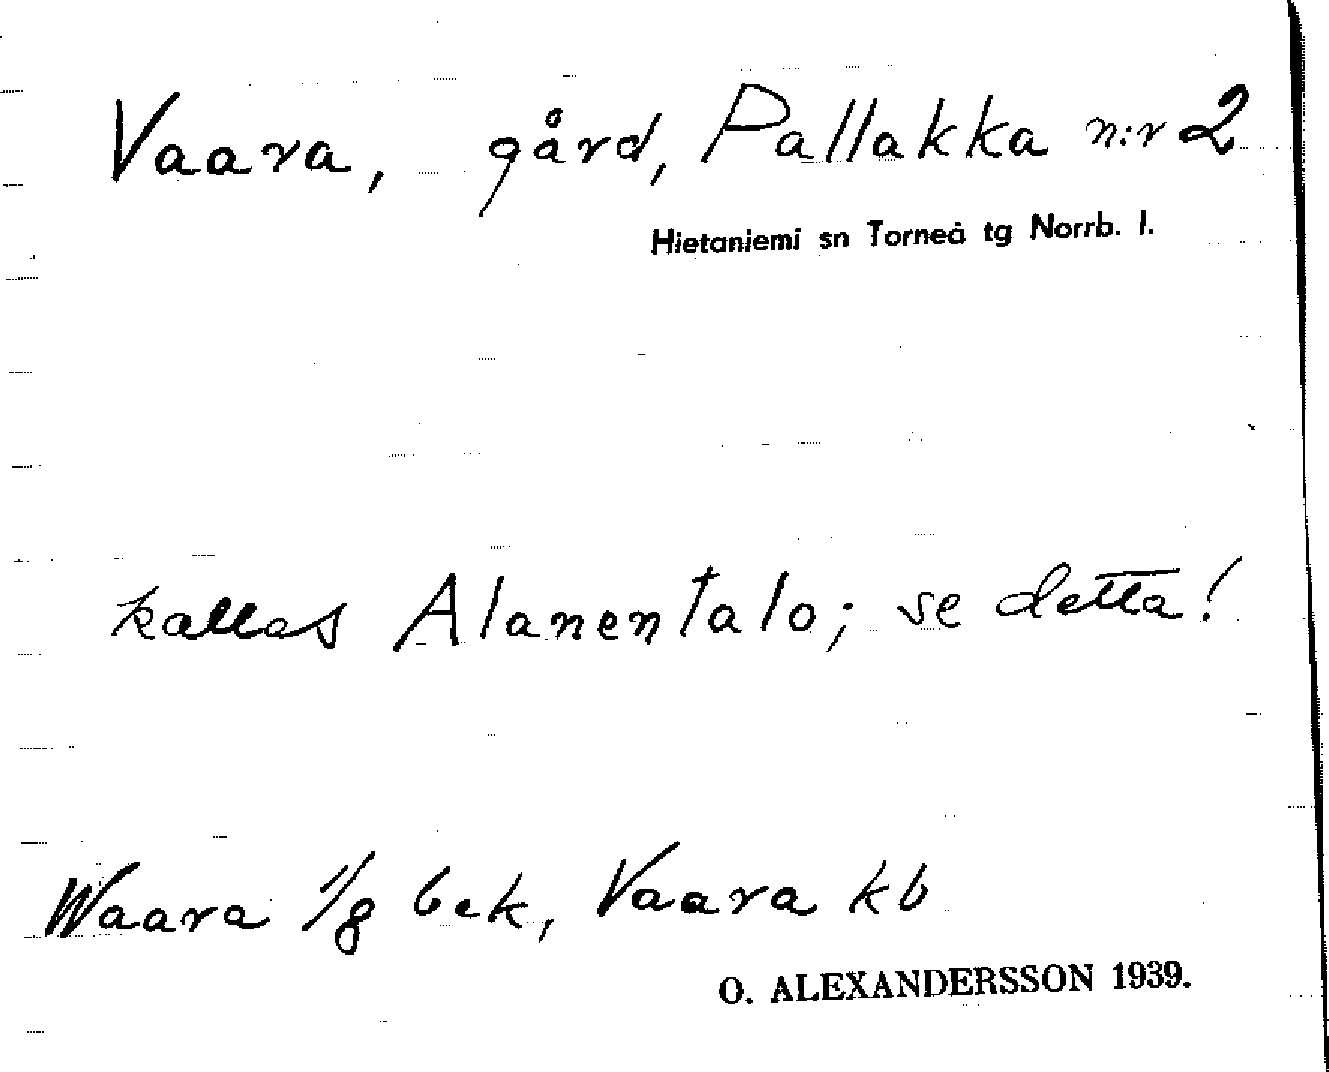 Vaara, gård, Pallakka n:r 2
Hietaniemi sn Torneå tg Norrb. l.
kallas Alanentalo; se detta!
Waara 1/8 bek, Vaara kb
O. ALEXANDERSSON 1939.